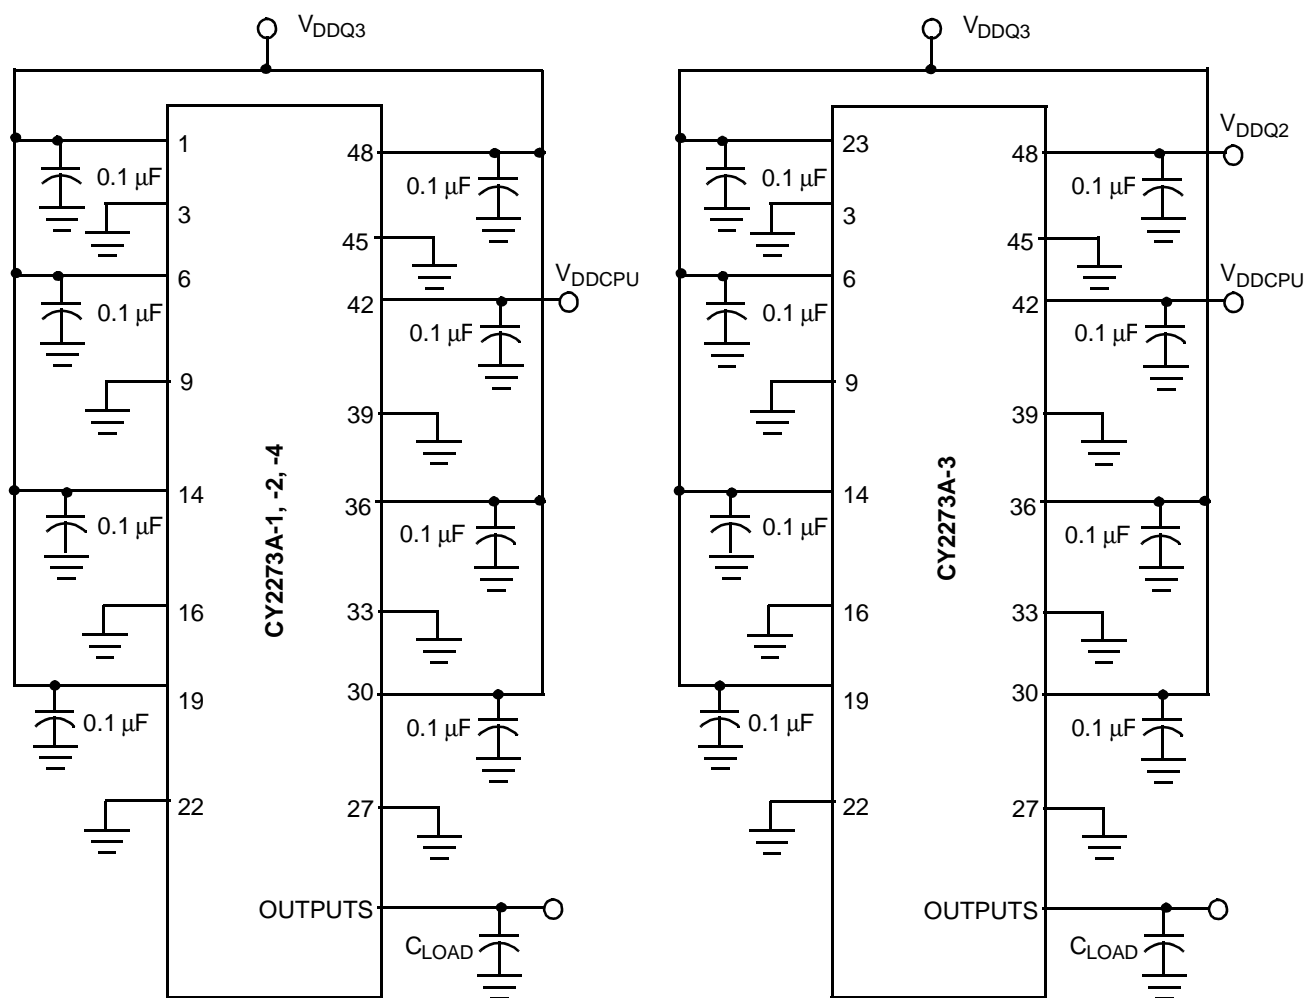 VDDQ3
1
0.1 μF
3
6
0.1 μF
9
14
0.1 μF
16
19
0.1 μF
22
CY2273A-1, -2, -4
48
0.1 μF
45
VDDCPU
42
0.1 μF
39
36
0.1 μF
33
30
0.1 μF
27
OUTPUTS
CLOAD
VDDQ3
23
0.1 μF
3
6
0.1 μF
9
14
0.1 μF
16
19
0.1 μF
22
CY2273A-3
VDDQ2
48
0.1 μF
45
VDDCPU
42
0.1 μF
39
36
0.1 μF
33
30
0.1 μF
27
OUTPUTS
CLOAD